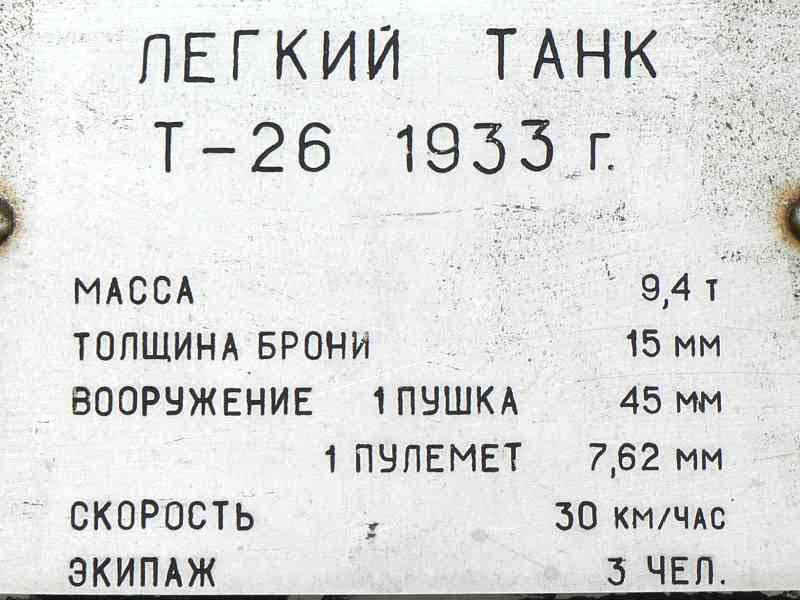 ЛЕГКИЙ ТАНК
Т-26 1933 г.
МАССА 9,4 т
ТОЛЩИНА БРОНИ 15 мм
ВООРУЖЕНИЕ 1 ПУШКА 45 мм
1 ПУЛЕМЕТ 7,62 мм
СКОРОСТЬ 30 КМ/ЧАС
ЭКИПАЖ 3 ЧЕЛ.